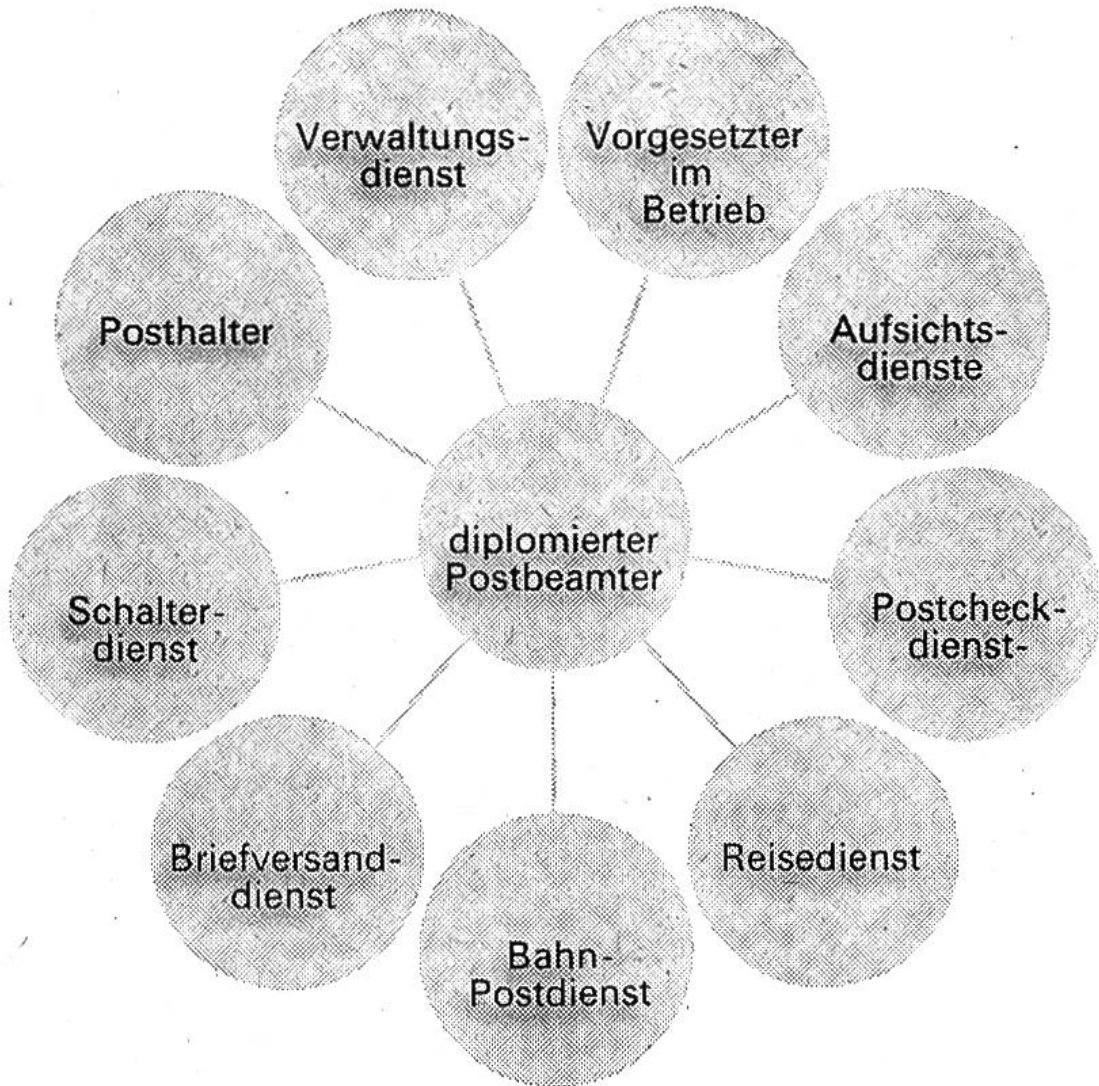 Verwaltungs-
dienst
Vorgesetzter
im
Betrieb
Posthalter
Aufsichts-
dienste
diplomierter
Postbeamter
Schalter-
dienst
Postcheck-
dienst-
Briefversand-
dienst
Reisedienst
Bahn-
Postdienst